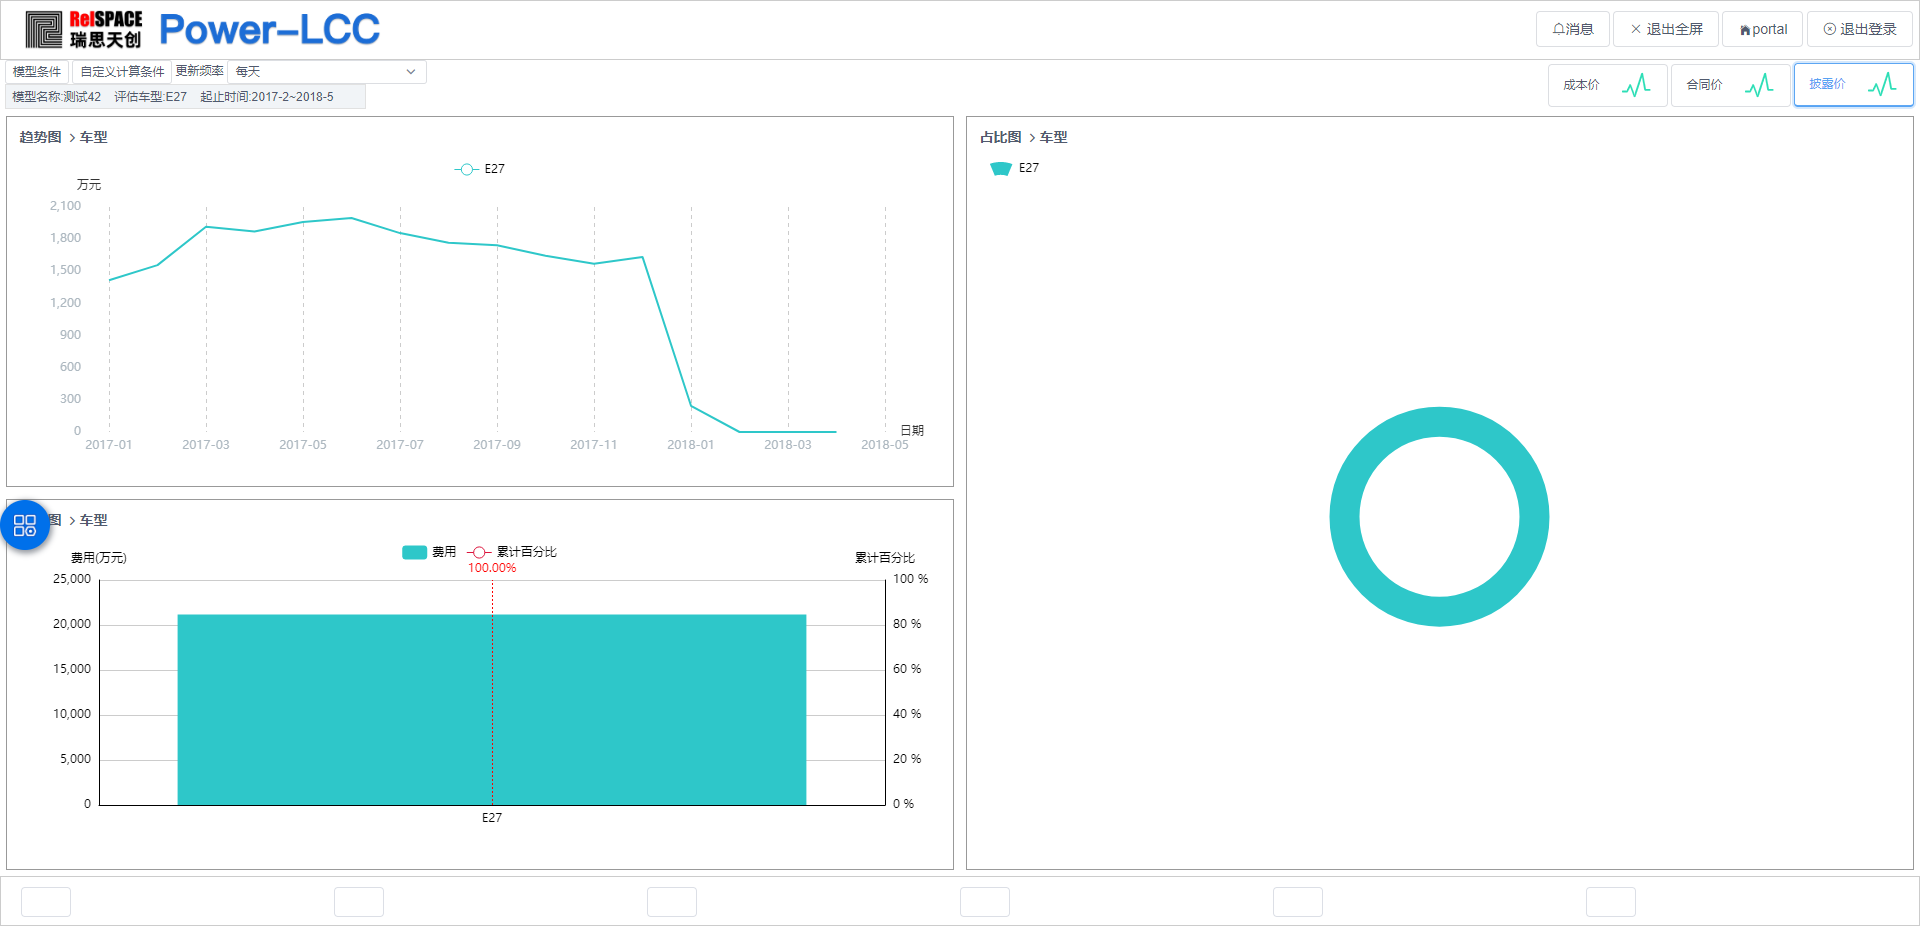 RelSPACE
瑞思天创
Power-LCC
消息
退出全屏
portal
退出登录
模型条件 自定义计算条件 更新频率 每天
模型名称:测试42 评估车型:E27 起止时间:2017-2~2018-5
成本价
合同价
披露价
趋势图 > 车型
E27
万元
2,100
1,800
1,500
1,200
900
600
300
0
2017-01 2017-03 2017-05 2017-07 2017-09 2017-11 2018-01 2018-03 2018-05
日期
图 > 车型
费用 累计百分比
费用(万元)
累计百分比
100.00%
25,000
20,000
15,000
10,000
5,000
0
100 %
80 %
60 %
40 %
20 %
0 %
E27
占比图 > 车型
E27